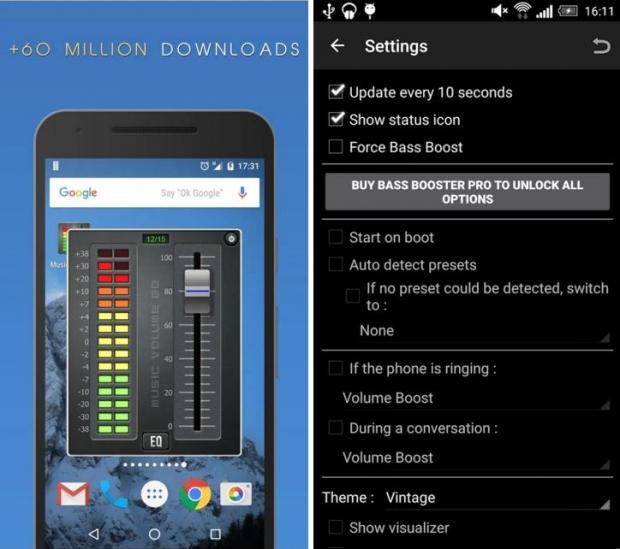 +60 MILLION DOWNLOADS
17:31
Google
Say "Ok Google"
12/15
+38
+30
+20
+10
+7
+4
+2
0
-2
-4
-7
-10
-20
-38
100
80
60
40
20
0
MUSIC VOLUME EQ
EQ
16:11
Settings
Update every 10 seconds
Show status icon
Force Bass Boost
BUY BASS BOOSTER PRO TO UNLOCK ALL
OPTIONS
Start on boot
Auto detect presets
If no preset could be detected, switch
to :
None
If the phone is ringing :
Volume Boost
During a conversation :
Volume Boost
Theme : Vintage
Show visualizer